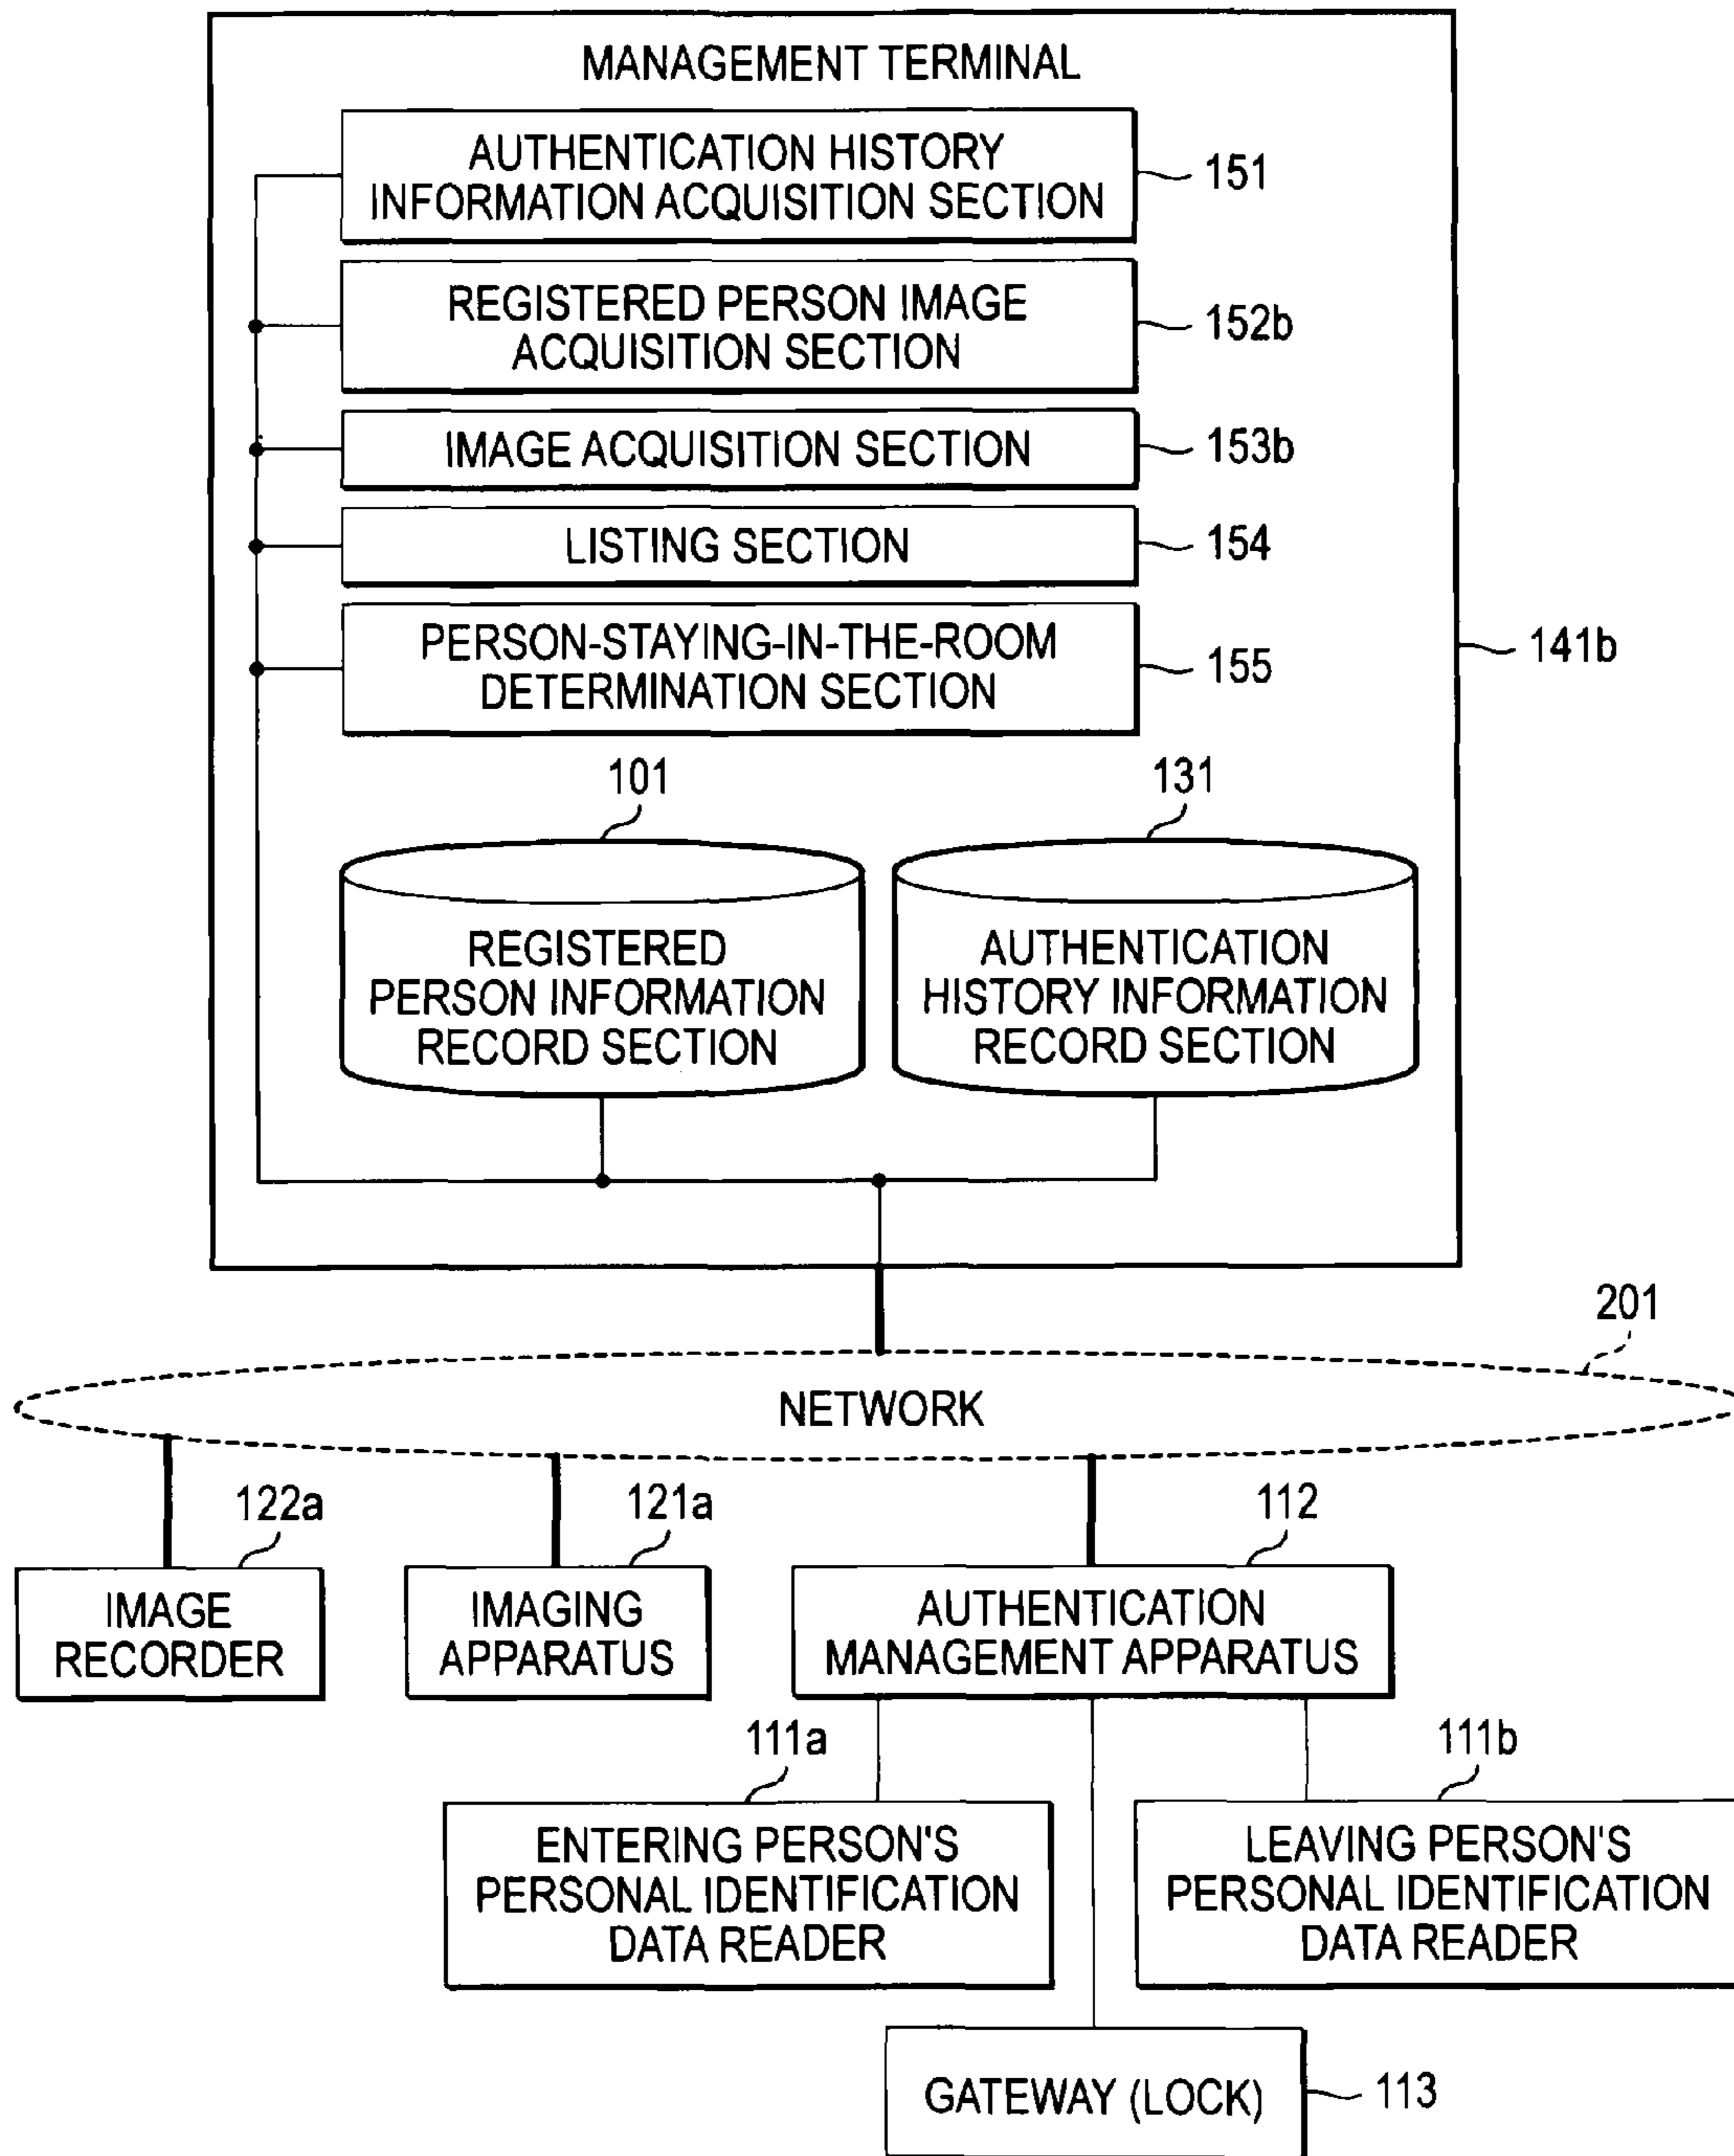 MANAGEMENT TERMINAL
AUTHENTICATION HISTORY
INFORMATION ACQUISITION SECTION
151
REGISTERED PERSON IMAGE
ACQUISITION SECTION
152b
IMAGE ACQUISITION SECTION
153b
LISTING SECTION
154
PERSON-STAYING-IN-THE-ROOM
DETERMINATION SECTION
155
141b
101
131
REGISTERED
PERSON INFORMATION
RECORD SECTION
AUTHENTICATION
HISTORY INFORMATION
RECORD SECTION
201
NETWORK
122a
121a
112
IMAGE
RECORDER
IMAGING
APPARATUS
AUTHENTICATION
MANAGEMENT APPARATUS
111a
111b
ENTERING PERSON'S
PERSONAL IDENTIFICATION
DATA READER
LEAVING PERSON'S
PERSONAL IDENTIFICATION
DATA READER
GATEWAY (LOCK)
113